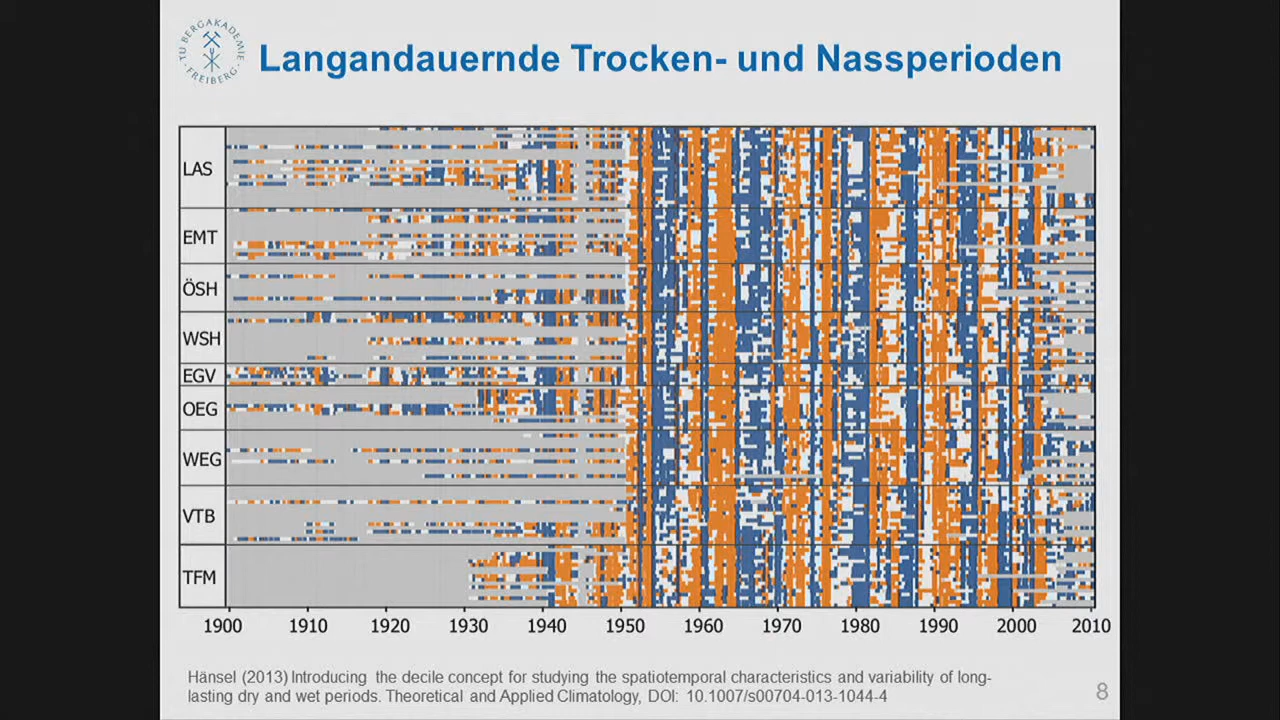 TU BERGAKADEMIE
FREIBERG
Langandauernde Trocken- und Nassperioden
LAS
EMT
ÖSH
WSH
EGV
OEG
WEG
VTB
TFM
1900 1910 1920 1930 1940 1950 1960 1970 1980 1990 2000 2010
Hänsel (2013) Introducing the decile concept for studying the spatiotemporal characteristics and variability of long-
lasting dry and wet periods. Theoretical and Applied Climatology, DOI: 10.1007/s00704-013-1044-4
8